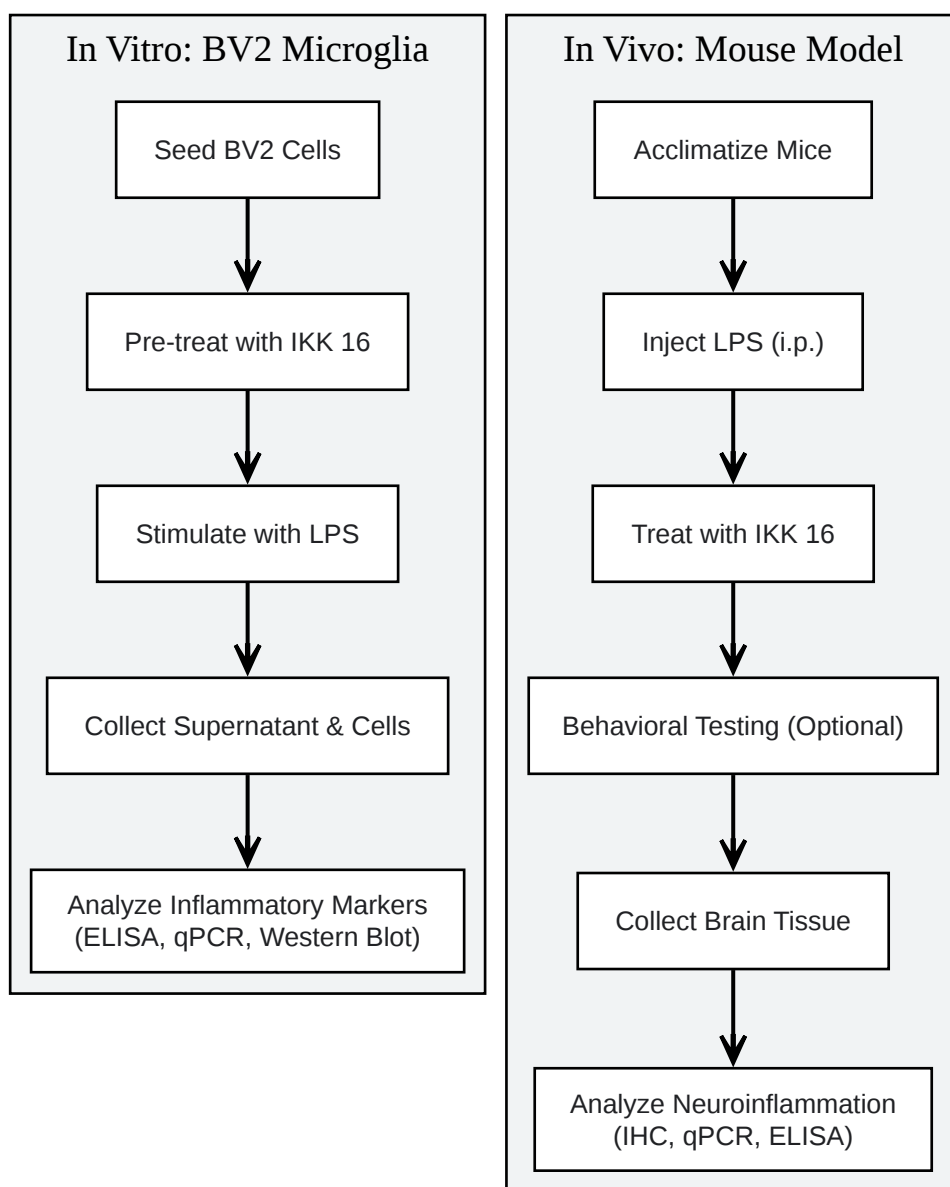 In Vitro: BV2 Microglia
Seed BV2 Cells
Pre-treat with IKK 16
Stimulate with LPS
Collect Supernatant & Cells
Analyze Inflammatory Markers
(ELISA, qPCR, Western Blot)
In Vivo: Mouse Model
Acclimatize Mice
Inject LPS (i.p.)
Treat with IKK 16
Behavioral Testing (Optional)
Collect Brain Tissue
Analyze Neuroinflammation
(IHC, qPCR, ELISA)